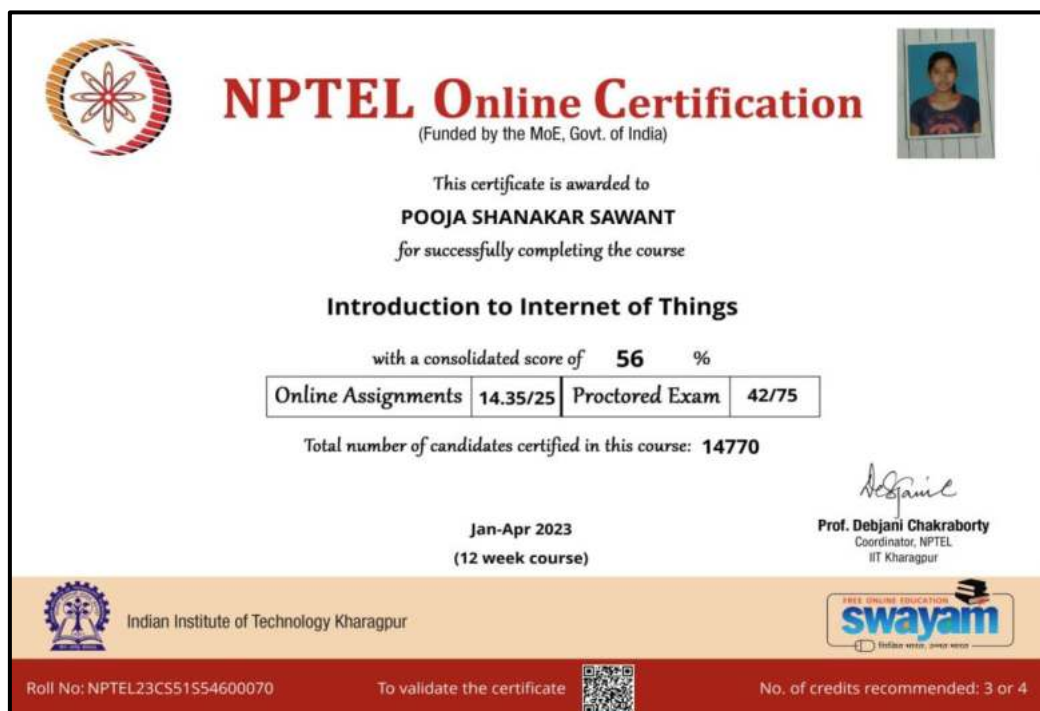 NPTEL Online Certification
(Funded by the MoE, Govt. of India)
This certificate is awarded to
POOJA SHANAKAR SAWANT
for successfully completing the course
Introduction to Internet of Things
with a consolidated score of 56 %
Online Assignments 14.35/25 Proctored Exam 42/75
Total number of candidates certified in this course: 14770
Jan-Apr 2023
(12 week course)
Prof. Debjani Chakraborty
Coordinator, NPTEL
IIT Kharagpur
Indian Institute of Technology Kharagpur
FREE ONLINE EDUCATION
swayam
शिक्षित भारत, उन्नत भारत
Roll No: NPTEL23CS51S54600070
To validate the certificate
No. of credits recommended: 3 or 4